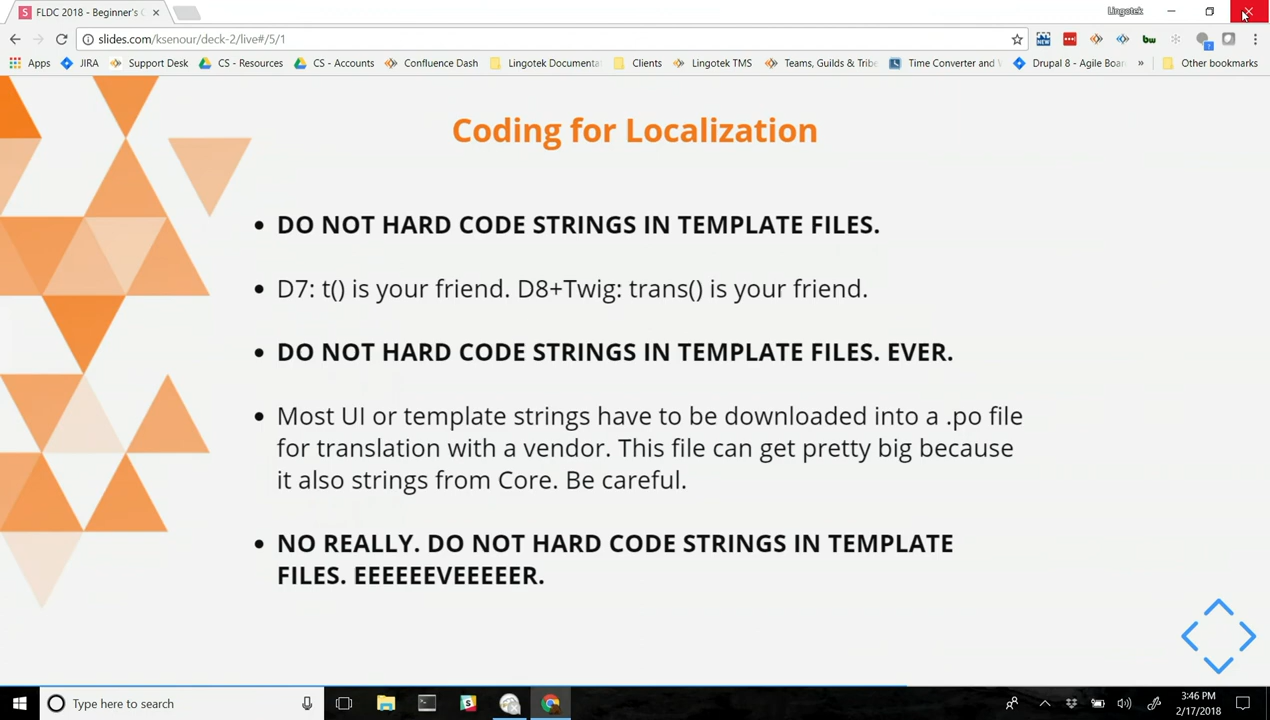 FLDC 2018 - Beginner's
Lingotek
slides.com/ksenour/deck-2/live#/5/1
NEW
bw
?
Apps
JIRA
Support Desk
CS - Resources
CS - Accounts
Confluence Dash
Lingotek Documenta
Clients
Lingotek TMS
Teams, Guilds & Tribe
Time Converter and
Drupal 8 - Agile Boar
»
Other bookmarks
Coding for Localization
• DO NOT HARD CODE STRINGS IN TEMPLATE FILES.
• D7: t() is your friend. D8+Twig: trans() is your friend.
• DO NOT HARD CODE STRINGS IN TEMPLATE FILES. EVER.
• Most UI or template strings have to be downloaded into a .po file
for translation with a vendor. This file can get pretty big because
it also strings from Core. Be careful.
• NO REALLY. DO NOT HARD CODE STRINGS IN TEMPLATE
FILES. EEEEEEVEEEEER.
Type here to search
3:46 PM
2/17/2018